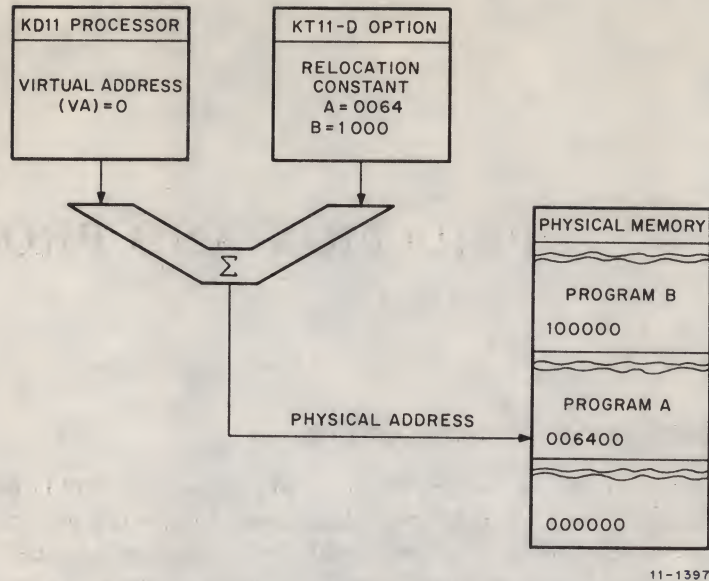 KD11 PROCESSOR
VIRTUAL ADDRESS
(VA)=0
KT11-D OPTION
RELOCATION
CONSTANT
A=0064
B=1000
Σ
PHYSICAL ADDRESS
PHYSICAL MEMORY
PROGRAM B
100000
PROGRAM A
006400
000000
11-1397